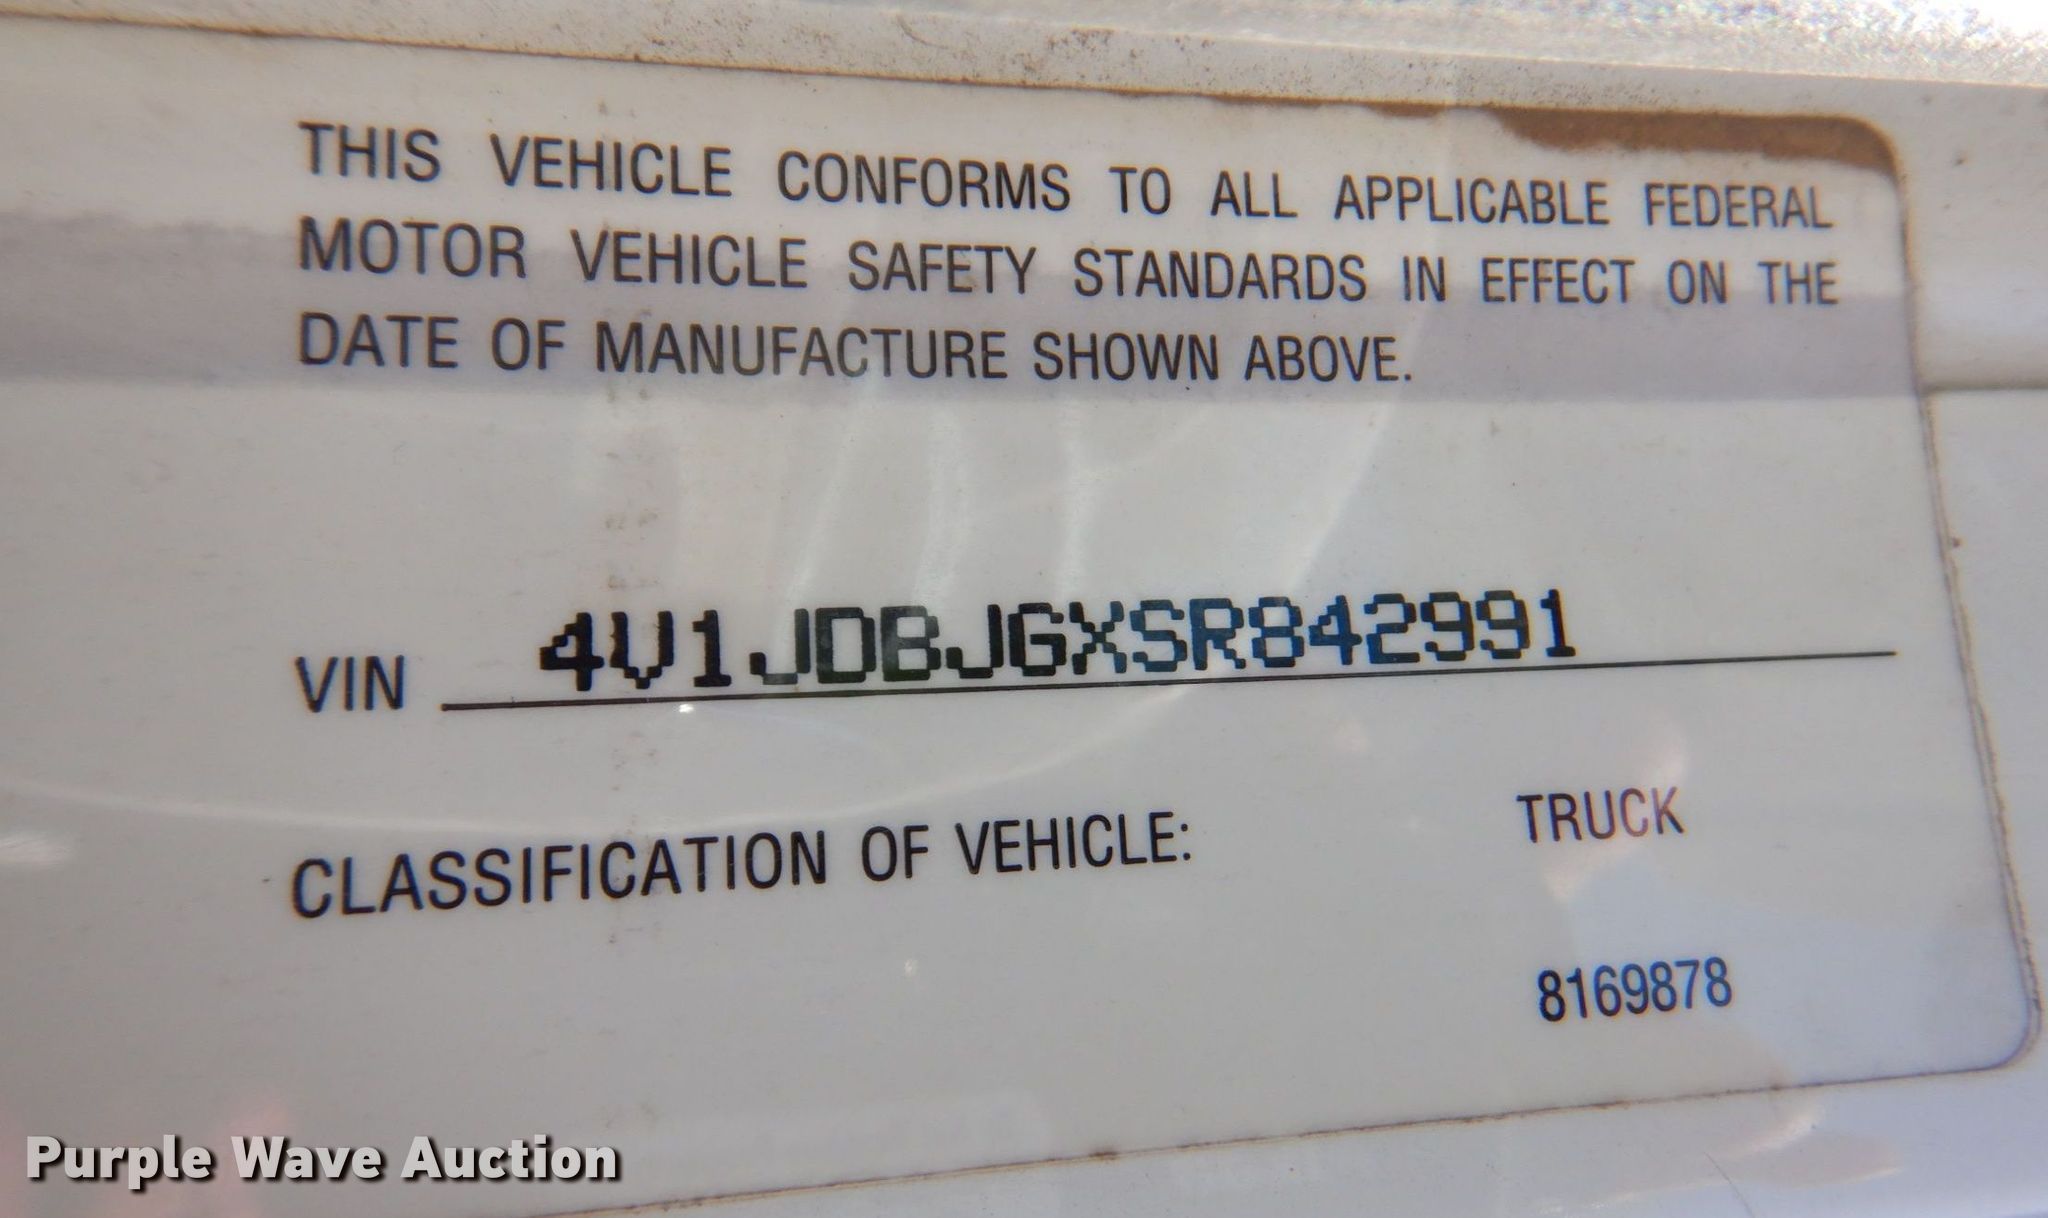 THIS VEHICLE CONFORMS TO ALL APPLICABLE FEDERAL
MOTOR VEHICLE SAFETY STANDARDS IN EFFECT ON THE
DATE OF MANUFACTURE SHOWN ABOVE.
VIN 4V1JDBJGXSR842991
CLASSIFICATION OF VEHICLE: TRUCK
8169878
Purple Wave Auction